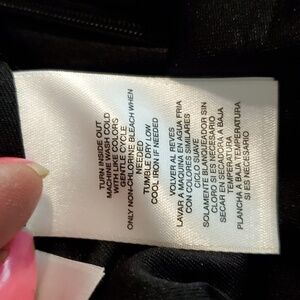 TURN INSIDE OUT
MACHINE WASH COLD
WITH LIKE COLORS
GENTLE CYCLE
ONLY NON-CHLORINE BLEACH WHEN
NEEDED
TUMBLE DRY LOW
COOL IRON IF NEEDED
VOLVER AL REVES
LAVAR A MAQUINA EN AGUA FRIA
CON COLORES SIMILARES
CICLO SUAVE
SOLAMENTE BLANQUEADOR SIN
CLORO SI ES NECESARIO
SECAR EN SECADORA A BAJA
TEMPERATURA
PLANCHA A BAJA TEMPERATURA
SI ES NECESARIO